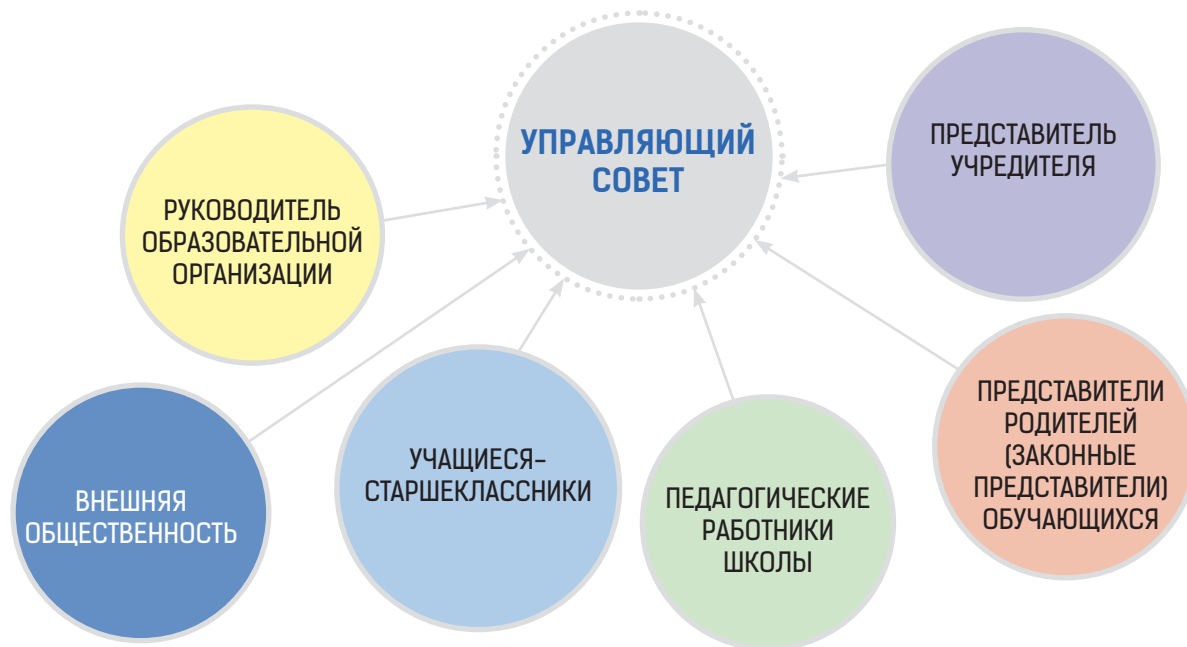 УПРАВЛЯЮЩИЙ
СОВЕТ
ПРЕДСТАВИТЕЛЬ
УЧРЕДИТЕЛЯ
РУКОВОДИТЕЛЬ
ОБРАЗОВАТЕЛЬНОЙ
ОРГАНИЗАЦИИ
ВНЕШНЯЯ
ОБЩЕСТВЕННОСТЬ
УЧАЩИЕСЯ-
СТАРШЕКЛАССНИКИ
ПЕДАГОГИЧЕСКИЕ
РАБОТНИКИ
ШКОЛЫ
ПРЕДСТАВИТЕЛИ
РОДИТЕЛЕЙ
(ЗАКОННЫЕ
ПРЕДСТАВИТЕЛИ)
ОБУЧАЮЩИХСЯ